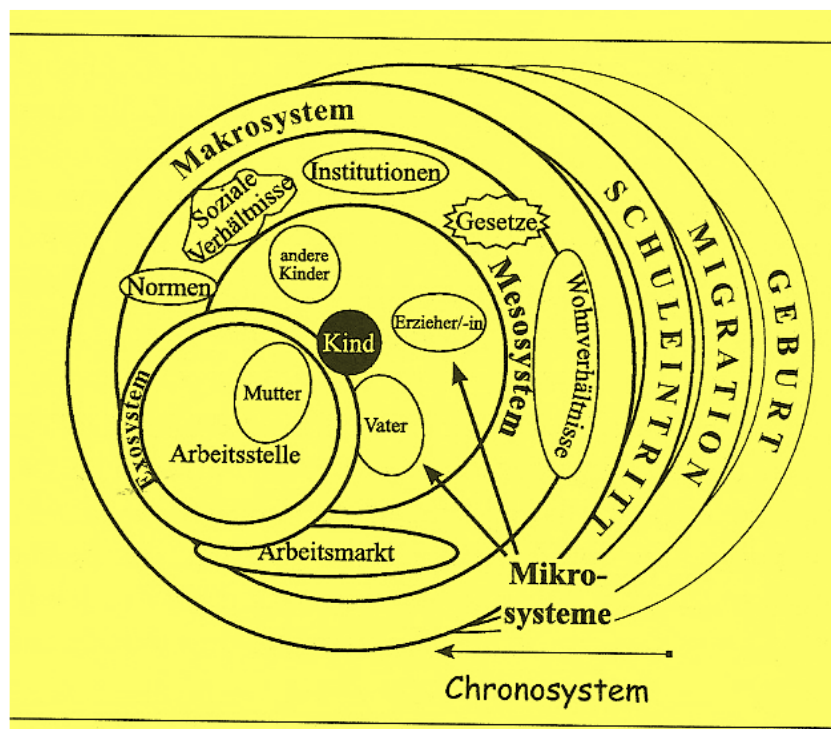 Makrosystem
Institutionen
Soziale
Verhältnisse
Gesetze
Normen
andere
Kinder
Mesosystem
Wohnverhältnisse
Erzieher/-in
Kind
Mutter
Vater
Exosystem
Arbeitsstelle
Arbeitsmarkt
SCHULEINTRITT
MIGRATION
GEBURT
Mikro-
systeme
Chronosystem